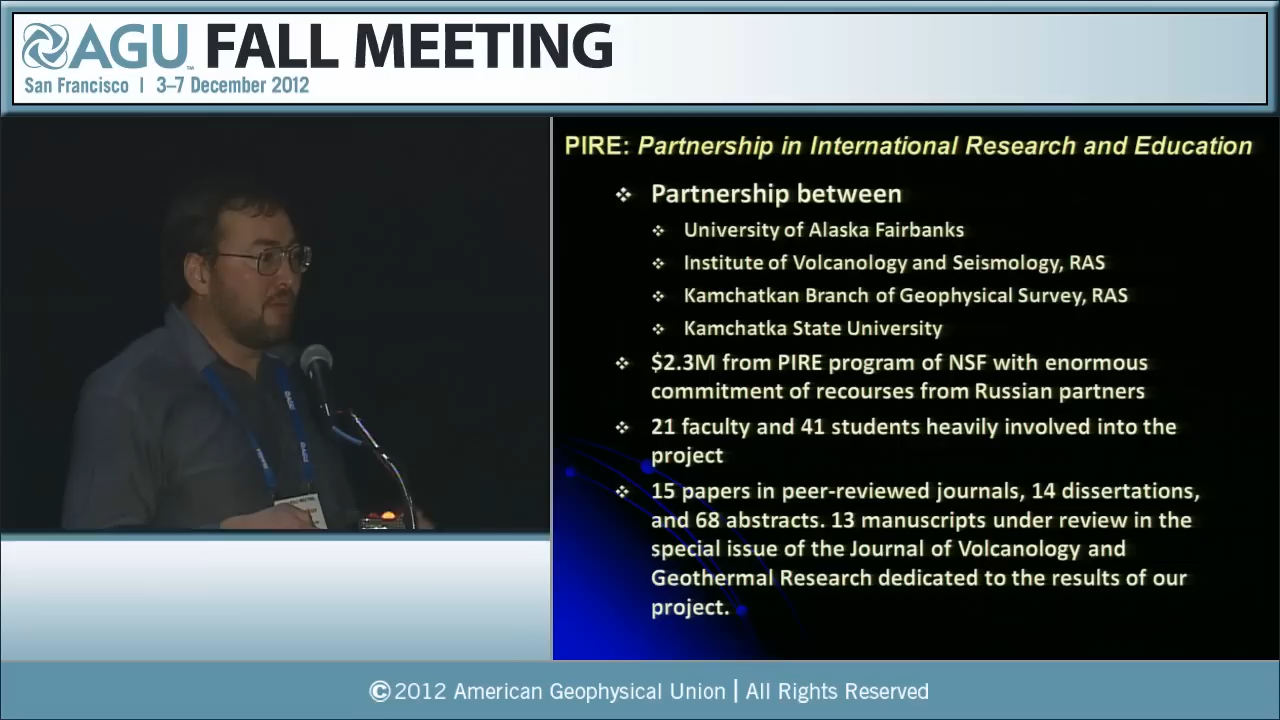 AGU FALL MEETING
San Francisco | 3–7 December 2012
PIRE: Partnership in International Research and Education
Partnership between
University of Alaska Fairbanks
Institute of Volcanology and Seismology, RAS
Kamchatkan Branch of Geophysical Survey, RAS
Kamchatka State University
$2.3M from PIRE program of NSF with enormous
commitment of recourses from Russian partners
21 faculty and 41 students heavily involved into the
project
15 papers in peer-reviewed journals, 14 dissertations,
and 68 abstracts. 13 manuscripts under review in the
special issue of the Journal of Volcanology and
Geothermal Research dedicated to the results of our
project.
©2012 American Geophysical Union | All Rights Reserved